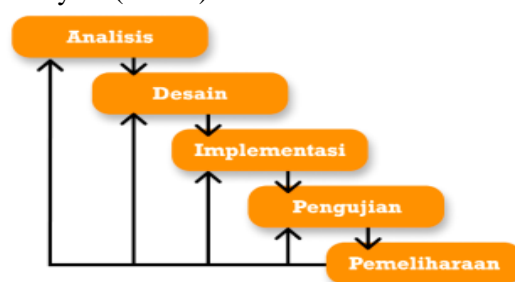 Analisis
Desain
Implementasi
Pengujian
Pemeliharaan